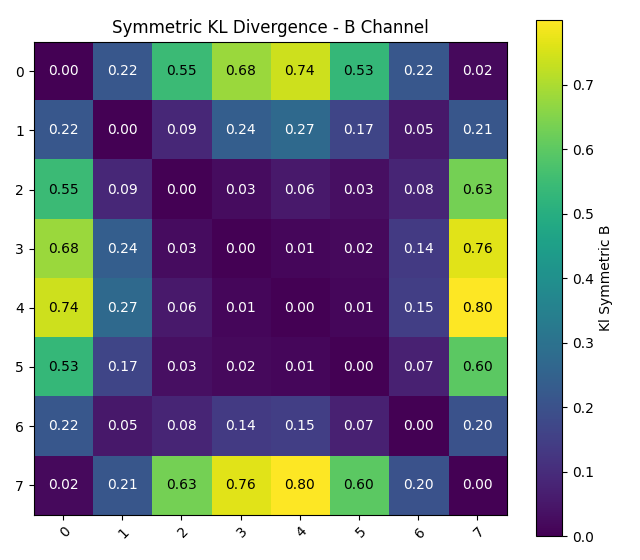 Symmetric KL Divergence - B Channel
0 0.00 0.22 0.55 0.68 0.74 0.53 0.22 0.02
1 0.22 0.00 0.09 0.24 0.27 0.17 0.05 0.21
2 0.55 0.09 0.00 0.03 0.06 0.03 0.08 0.63
3 0.68 0.24 0.03 0.00 0.01 0.02 0.14 0.76
4 0.74 0.27 0.06 0.01 0.00 0.01 0.15 0.80
5 0.53 0.17 0.03 0.02 0.01 0.00 0.07 0.60
6 0.22 0.05 0.08 0.14 0.15 0.07 0.00 0.20
7 0.02 0.21 0.63 0.76 0.80 0.60 0.20 0.00
0 1 2 3 4 5 6 7
0.7
0.6
0.5
0.4
0.3
0.2
0.1
0.0
Kl Symmetric B